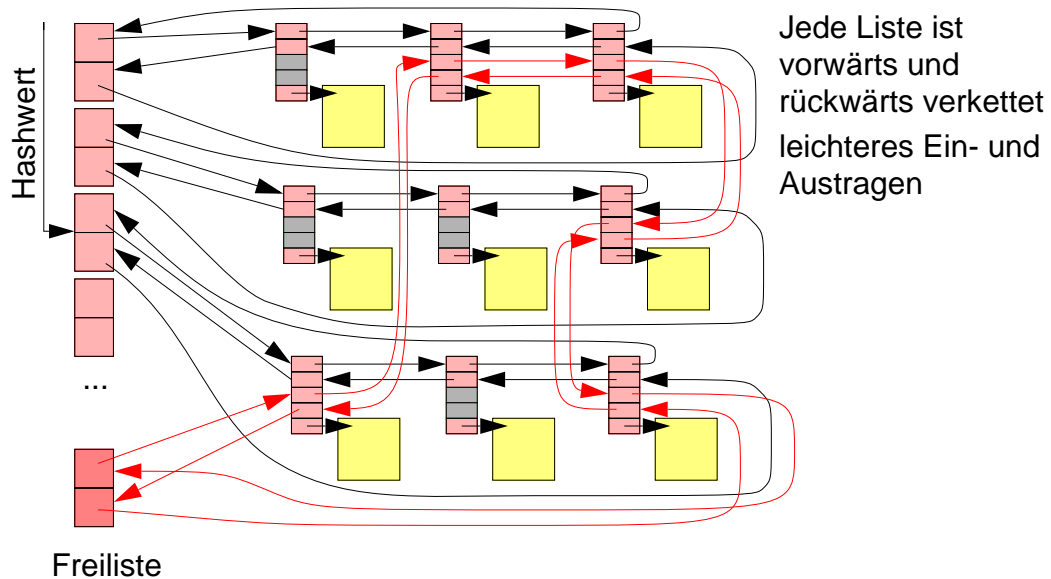 Jede Liste ist
vorwärts und
rückwärts verkettet
leichteres Ein- und
Austragen
Hashwert
...
Freiliste